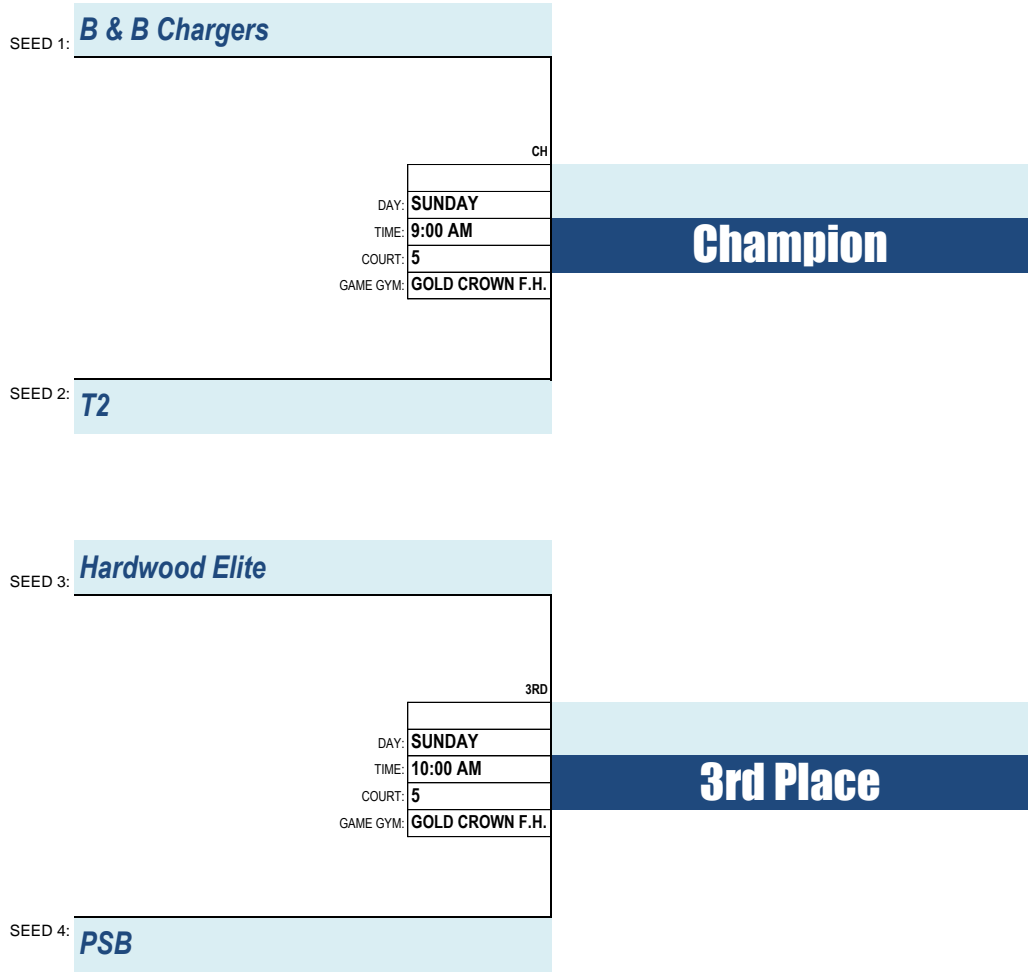 SEED 1: B & B Chargers
CH
DAY: SUNDAY
TIME: 9:00 AM
Champion
COURT: 5
GAME GYM: GOLD CROWN F.H.
SEED 2: T2
SEED 3: Hardwood Elite
3RD
DAY: SUNDAY
TIME: 10:00 AM
3rd Place
COURT: 5
GAME GYM: GOLD CROWN F.H.
SEED 4: PSB